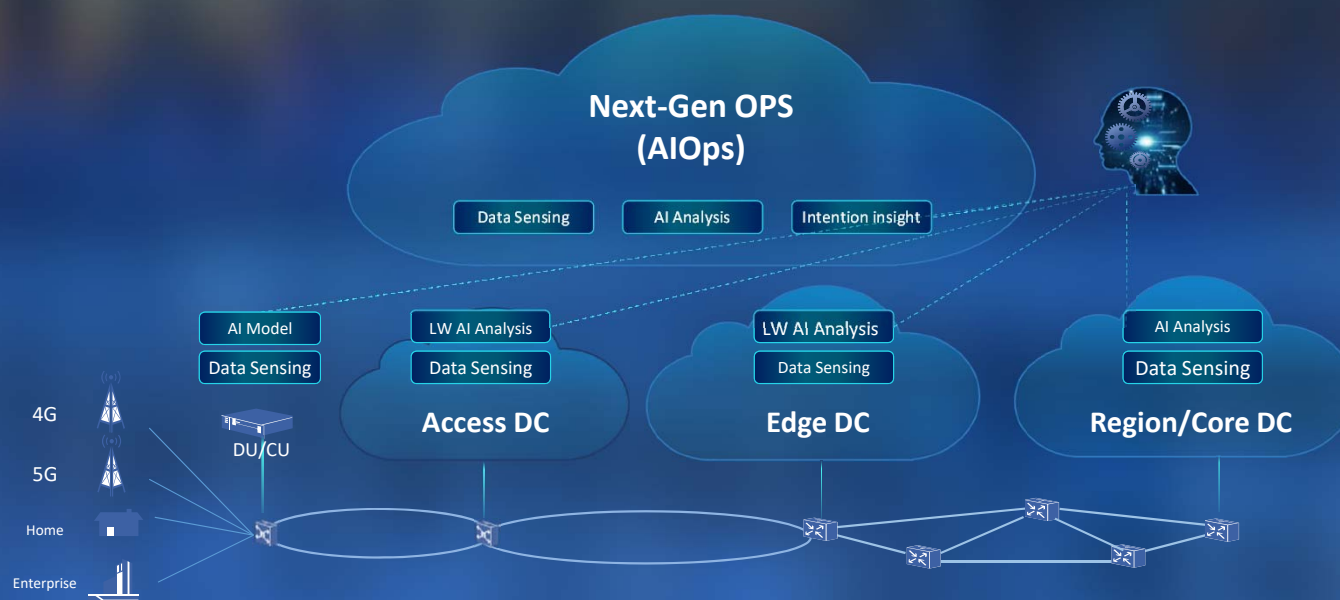 Next-Gen OPS
(AIOps)
Data Sensing
AI Analysis
Intention insight
AI Model
Data Sensing
LW AI Analysis
Data Sensing
Access DC
LW AI Analysis
Data Sensing
Edge DC
AI Analysis
Data Sensing
Region/Core DC
4G
5G
Home
Enterprise
DU/CU